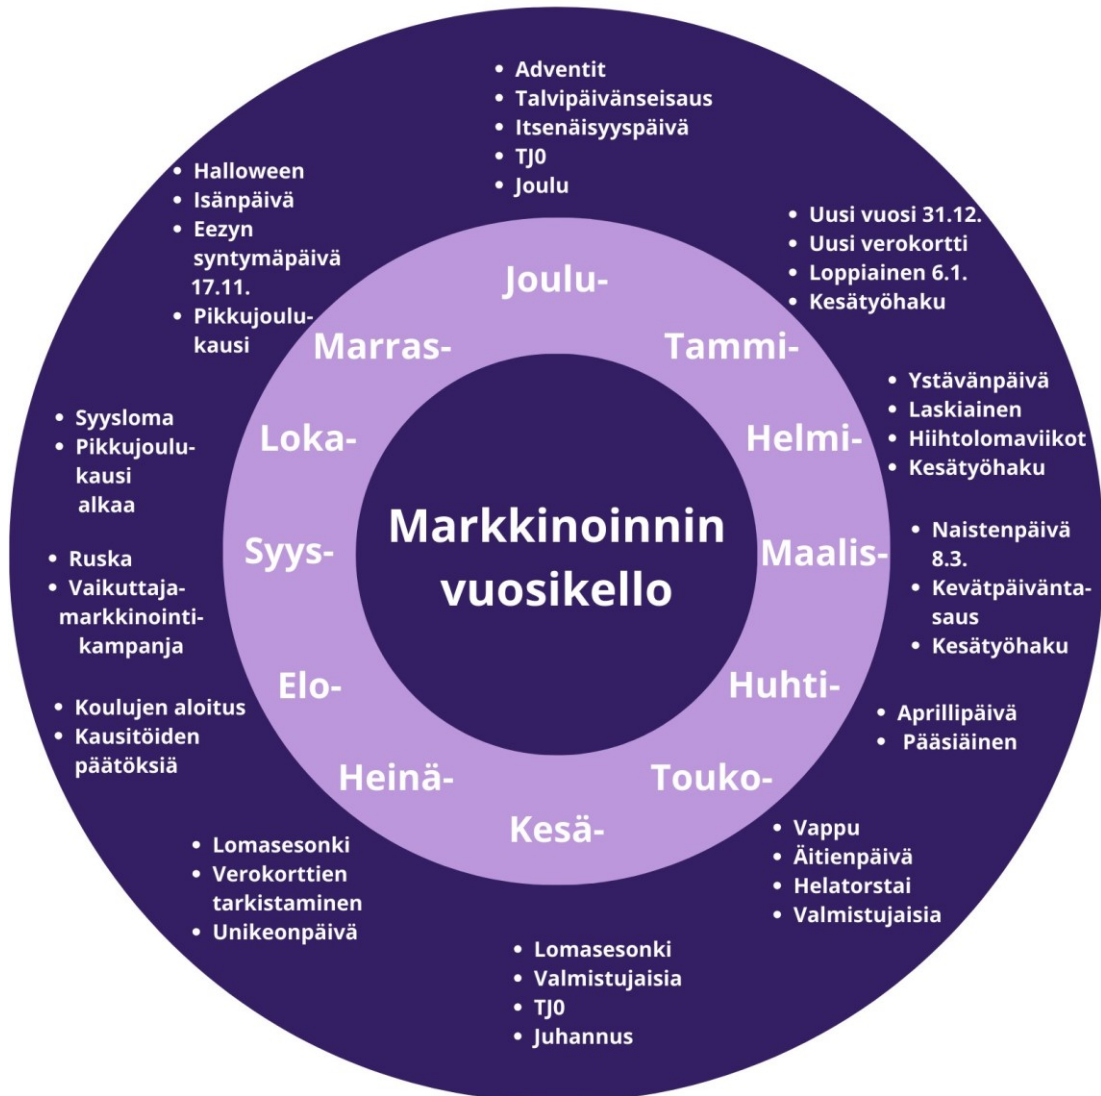 Markkinoinnin
vuosikello
Joulu-
• Adventit
• Talvipäivänseisaus
• Itsenäisyyspäivä
• TJ0
• Joulu
Tammi-
• Uusi vuosi 31.12.
• Uusi verokortti
• Loppiainen 6.1.
• Kesätyöhaku
Helmi-
• Ystävänpäivä
• Laskiainen
• Hiihtolomaviikot
• Kesätyöhaku
Maalis-
• Naistenpäivä
8.3.
• Kevätpäivänta-
saus
• Kesätyöhaku
Huhti-
• Aprillipäivä
• Pääsiäinen
Touko-
• Vappu
• Äitienpäivä
• Helatorstai
• Valmistujaisia
Kesä-
• Lomasesonki
• Valmistujaisia
• TJ0
• Juhannus
Heinä-
• Lomasesonki
• Verokorttien
tarkistaminen
• Unikeonpäivä
Elo-
• Koulujen aloitus
• Kausitöiden
päätöksiä
Syys-
• Ruska
• Vaikuttaja-
markkinointi-
kampanja
Loka-
• Syysloma
• Pikkujoulu-
kausi
alkaa
Marras-
• Halloween
• Isänpäivä
• Eezyn
syntymäpäivä
17.11.
• Pikkujoulu-
kausi